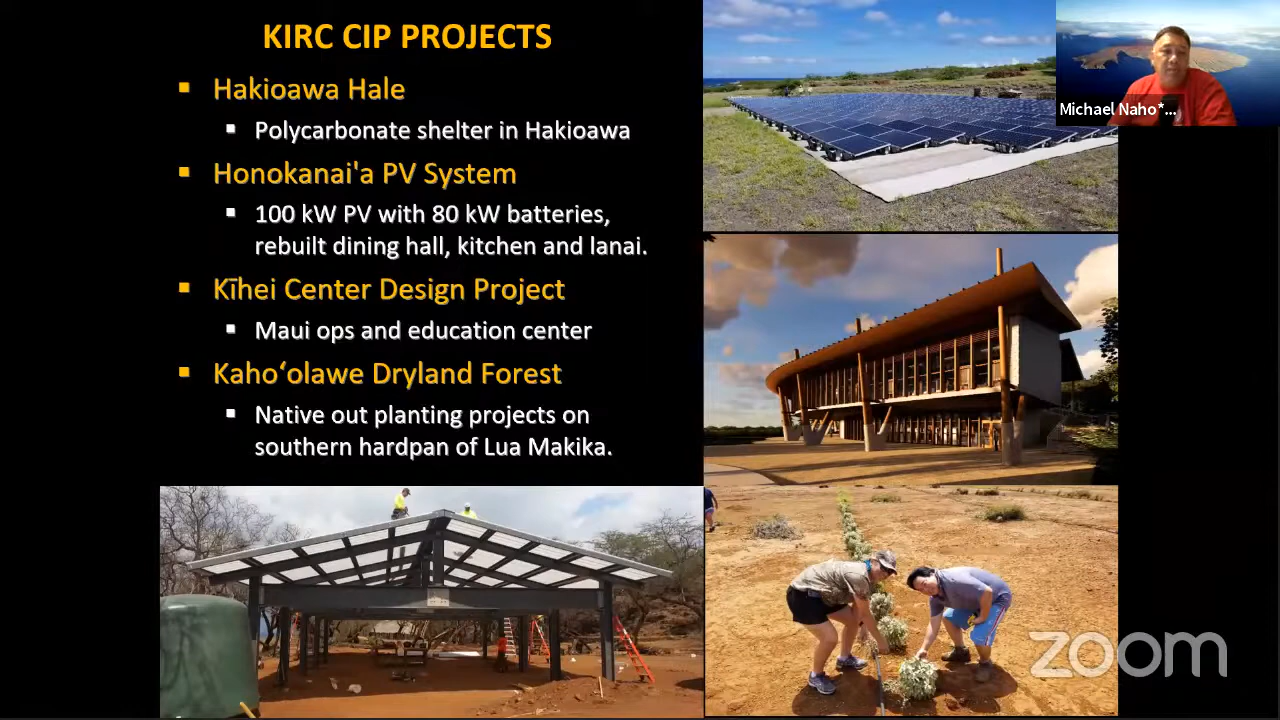 KIRC CIP PROJECTS
Hakioawa Hale
Polycarbonate shelter in Hakioawa
Honokanai'a PV System
100 kW PV with 80 kW batteries,
rebuilt dining hall, kitchen and lanai.
Kīhei Center Design Project
Maui ops and education center
Kahoʻolawe Dryland Forest
Native out planting projects on
southern hardpan of Lua Makika.
Michael Naho*...
zoom